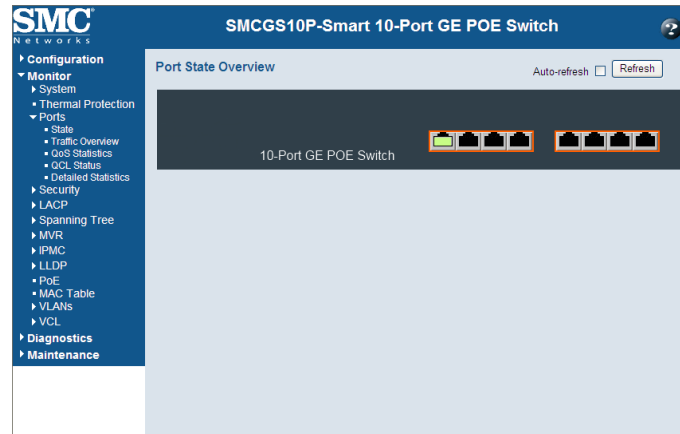 SMC®
Networks
SMCGS10P-Smart 10-Port GE POE Switch
?
Configuration
Monitor
System
Thermal Protection
Ports
State
Traffic Overview
QoS Statistics
QCL Status
Detailed Statistics
Security
LACP
Spanning Tree
MVR
IPMC
LLDP
PoE
MAC Table
VLANs
VCL
Diagnostics
Maintenance
Port State Overview
Auto-refresh Refresh
10-Port GE POE Switch